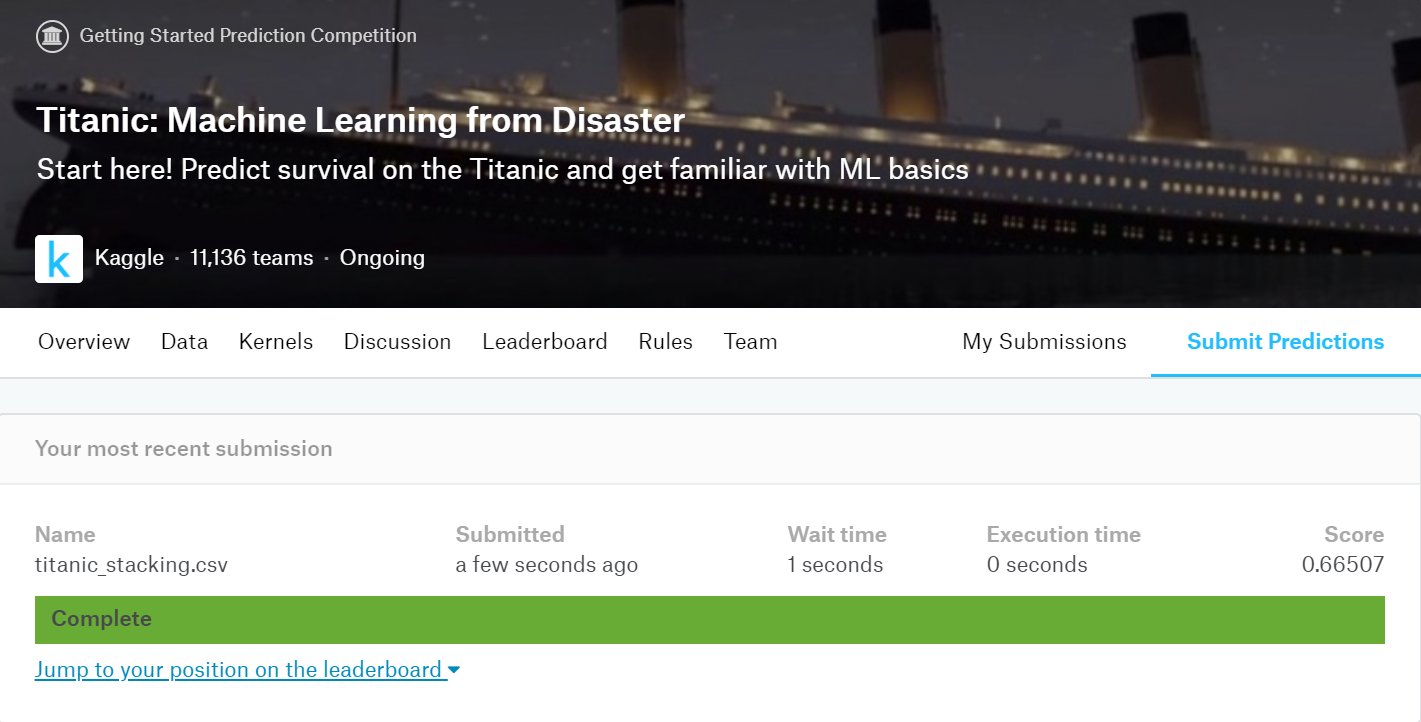 Getting Started Prediction Competition
Titanic: Machine Learning from Disaster
Start here! Predict survival on the Titanic and get familiar with ML basics
k Kaggle · 11,136 teams · Ongoing
Overview Data Kernels Discussion Leaderboard Rules Team My Submissions Submit Predictions
Your most recent submission
Name Submitted Wait time Execution time Score
titanic_stacking.csv a few seconds ago 1 seconds 0 seconds 0.66507
Complete
Jump to your position on the leaderboard